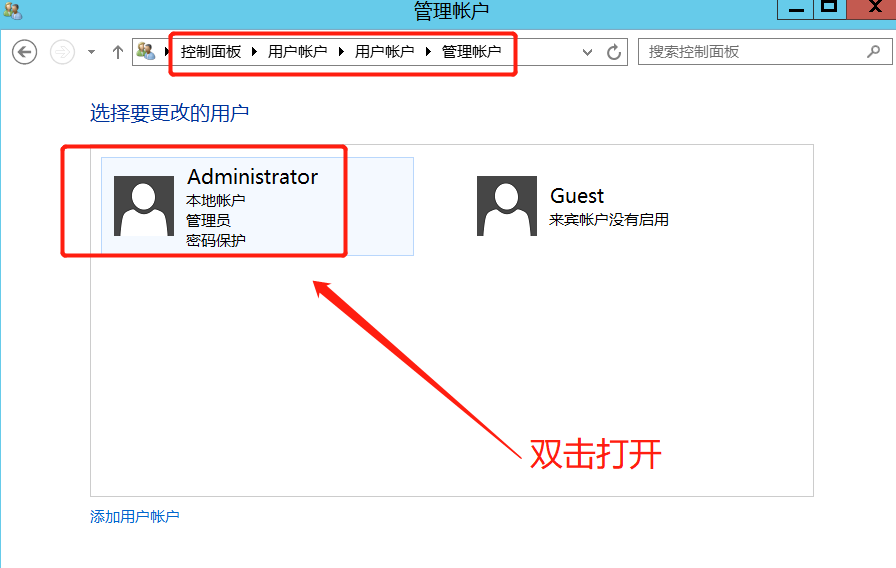 管理帐户
控制面板 用户帐户 用户帐户 管理帐户
搜索控制面板
选择要更改的用户
Administrator
本地帐户
管理员
密码保护
Guest
来宾帐户没有启用
双击打开
添加用户帐户